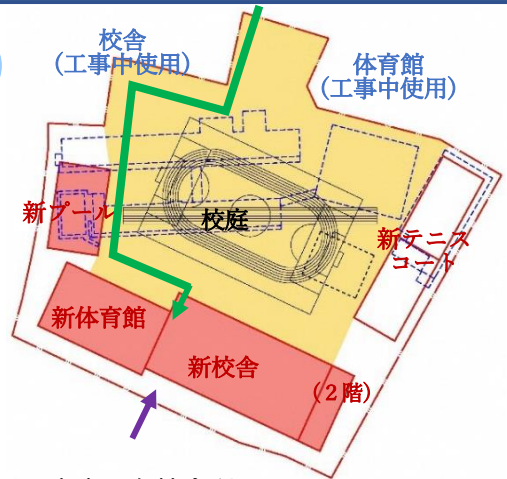 校舎
(工事中使用)
体育館
(工事中使用)
新プール
校庭
新テニス
コート
新体育館
新校舎
(2階)